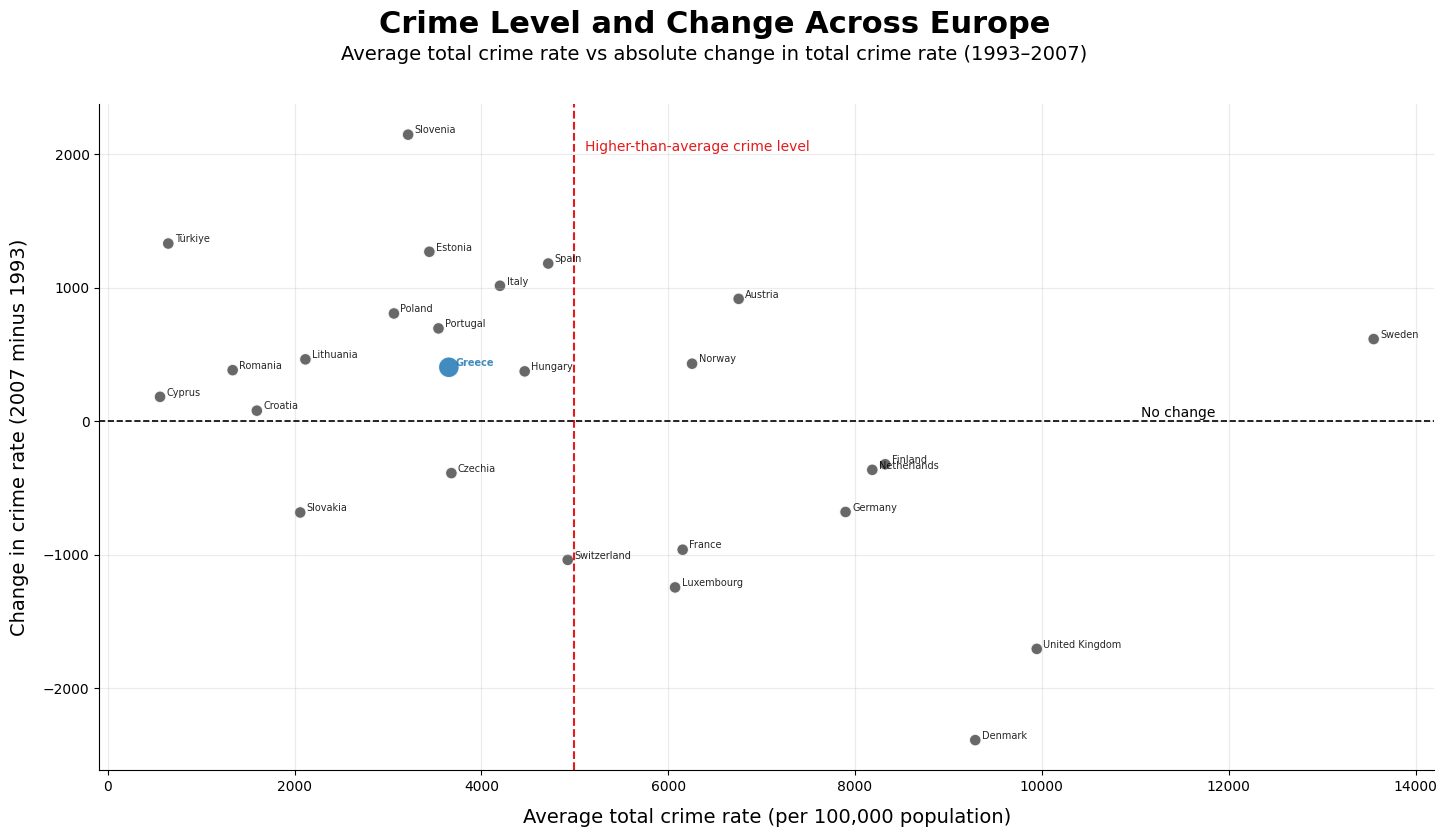 Crime Level and Change Across Europe
Average total crime rate vs absolute change in total crime rate (1993–2007)
Change in crime rate (2007 minus 1993)
2000
1000
0
−1000
−2000
Slovenia
Higher-than-average crime level
Türkiye
Estonia
Spain
Italy
Austria
Poland
Portugal
Sweden
Lithuania
Romania
Greece
Hungary
Norway
Cyprus
Croatia
No change
Czechia
Finland
Netherlands
Slovakia
Germany
Switzerland
France
Luxembourg
United Kingdom
Denmark
0 2000 4000 6000 8000 10000 12000 14000
Average total crime rate (per 100,000 population)